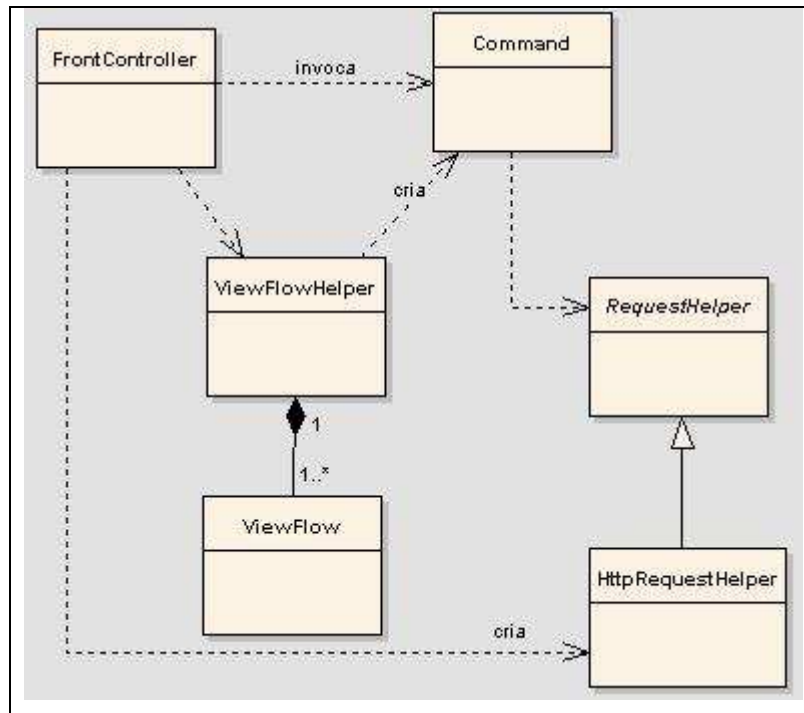 FrontController
Command
invoca
cria
ViewFlowHelper
RequestHelper
1
1..*
ViewFlow
HttpRequestHelper
cria